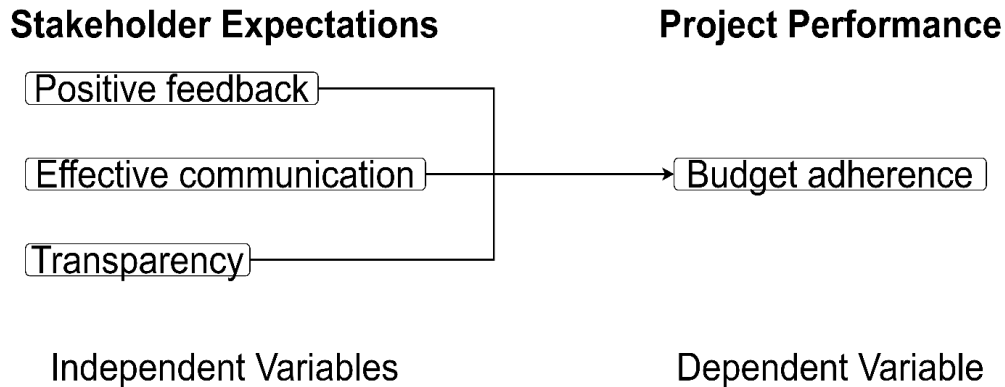 Stakeholder Expectations
Project Performance
Positive feedback
Effective communication
Budget adherence
Transparency
Independent Variables
Dependent Variable